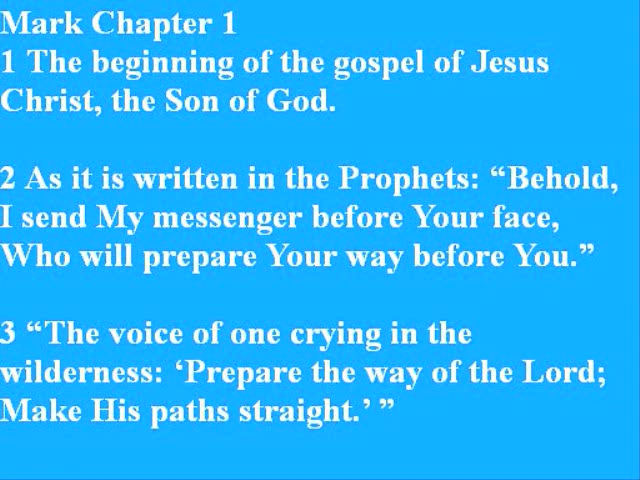 Mark Chapter 1
1 The beginning of the gospel of Jesus
Christ, the Son of God.
2 As it is written in the Prophets: “Behold,
I send My messenger before Your face,
Who will prepare Your way before You.”
3 “The voice of one crying in the
wilderness: ‘Prepare the way of the Lord;
Make His paths straight.’ ”